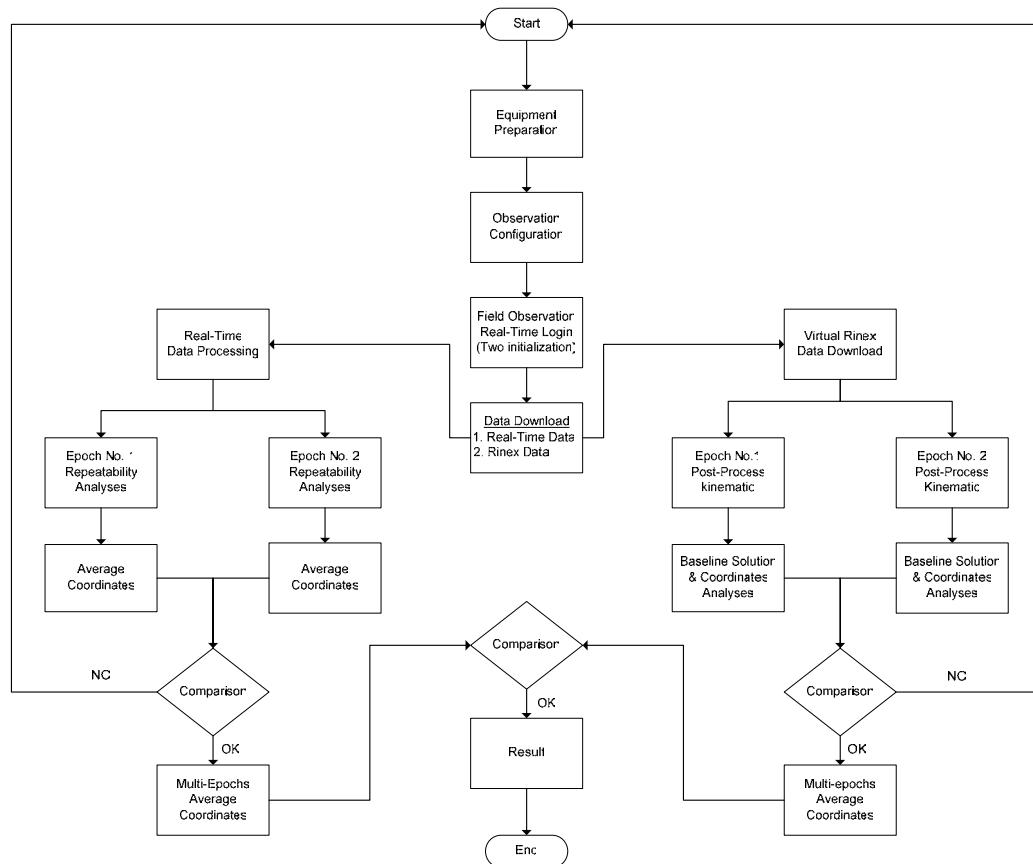 Start
Equipment
Preparation
Observation
Configuration
Field Observation
Real-Time Login
(Two initialization)
Real-Time
Data Processing
Virtual Rinex
Data Download
Data Download
1. Real-Time Data
2. Rinex Data
Epoch No. 1
Repeatability
Analyses
Epoch No. 2
Repeatability
Analyses
Epoch No.1
Post-Process
kinematic
Epoch No. 2
Post-Process
Kinematic
Average
Coordinates
Average
Coordinates
Baseline Solution
& Coordinates
Analyses
Baseline Solution
& Coordinates
Analyses
Comparison
NO
Comparison
OK
Comparison
NO
OK
Result
OK
Multi-Epochs
Average
Coordinates
Multi-epochs
Average
Coordinates
End